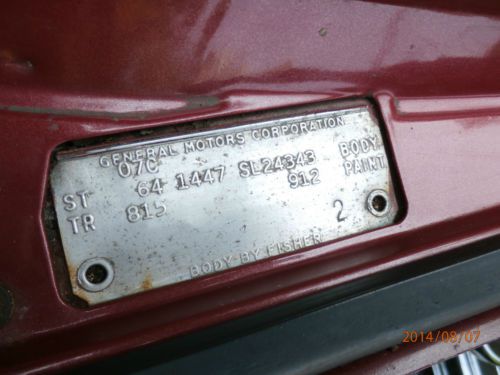 GENERAL MOTORS CORPORATION
07C
ST 64 1447 SL24343 BODY
TR 815 912 PAINT
2
BODY BY FISHER
2014/08/07